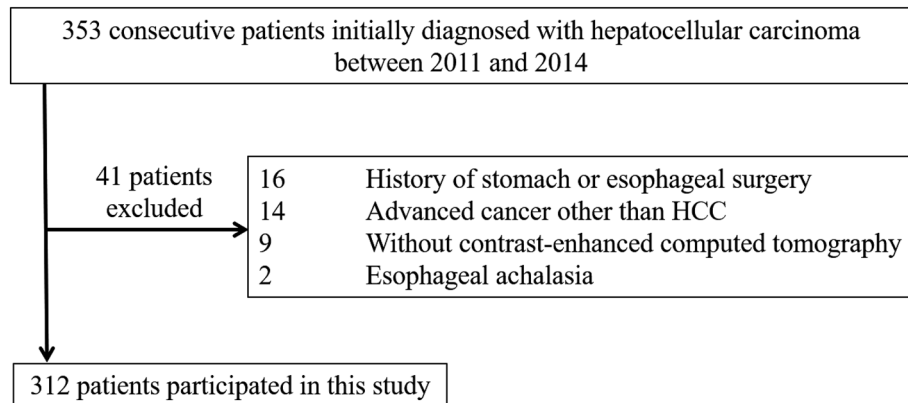 353 consecutive patients initially diagnosed with hepatocellular carcinoma
between 2011 and 2014
41 patients
excluded
16 History of stomach or esophageal surgery
14 Advanced cancer other than HCC
9 Without contrast-enhanced computed tomography
2 Esophageal achalasia
312 patients participated in this study